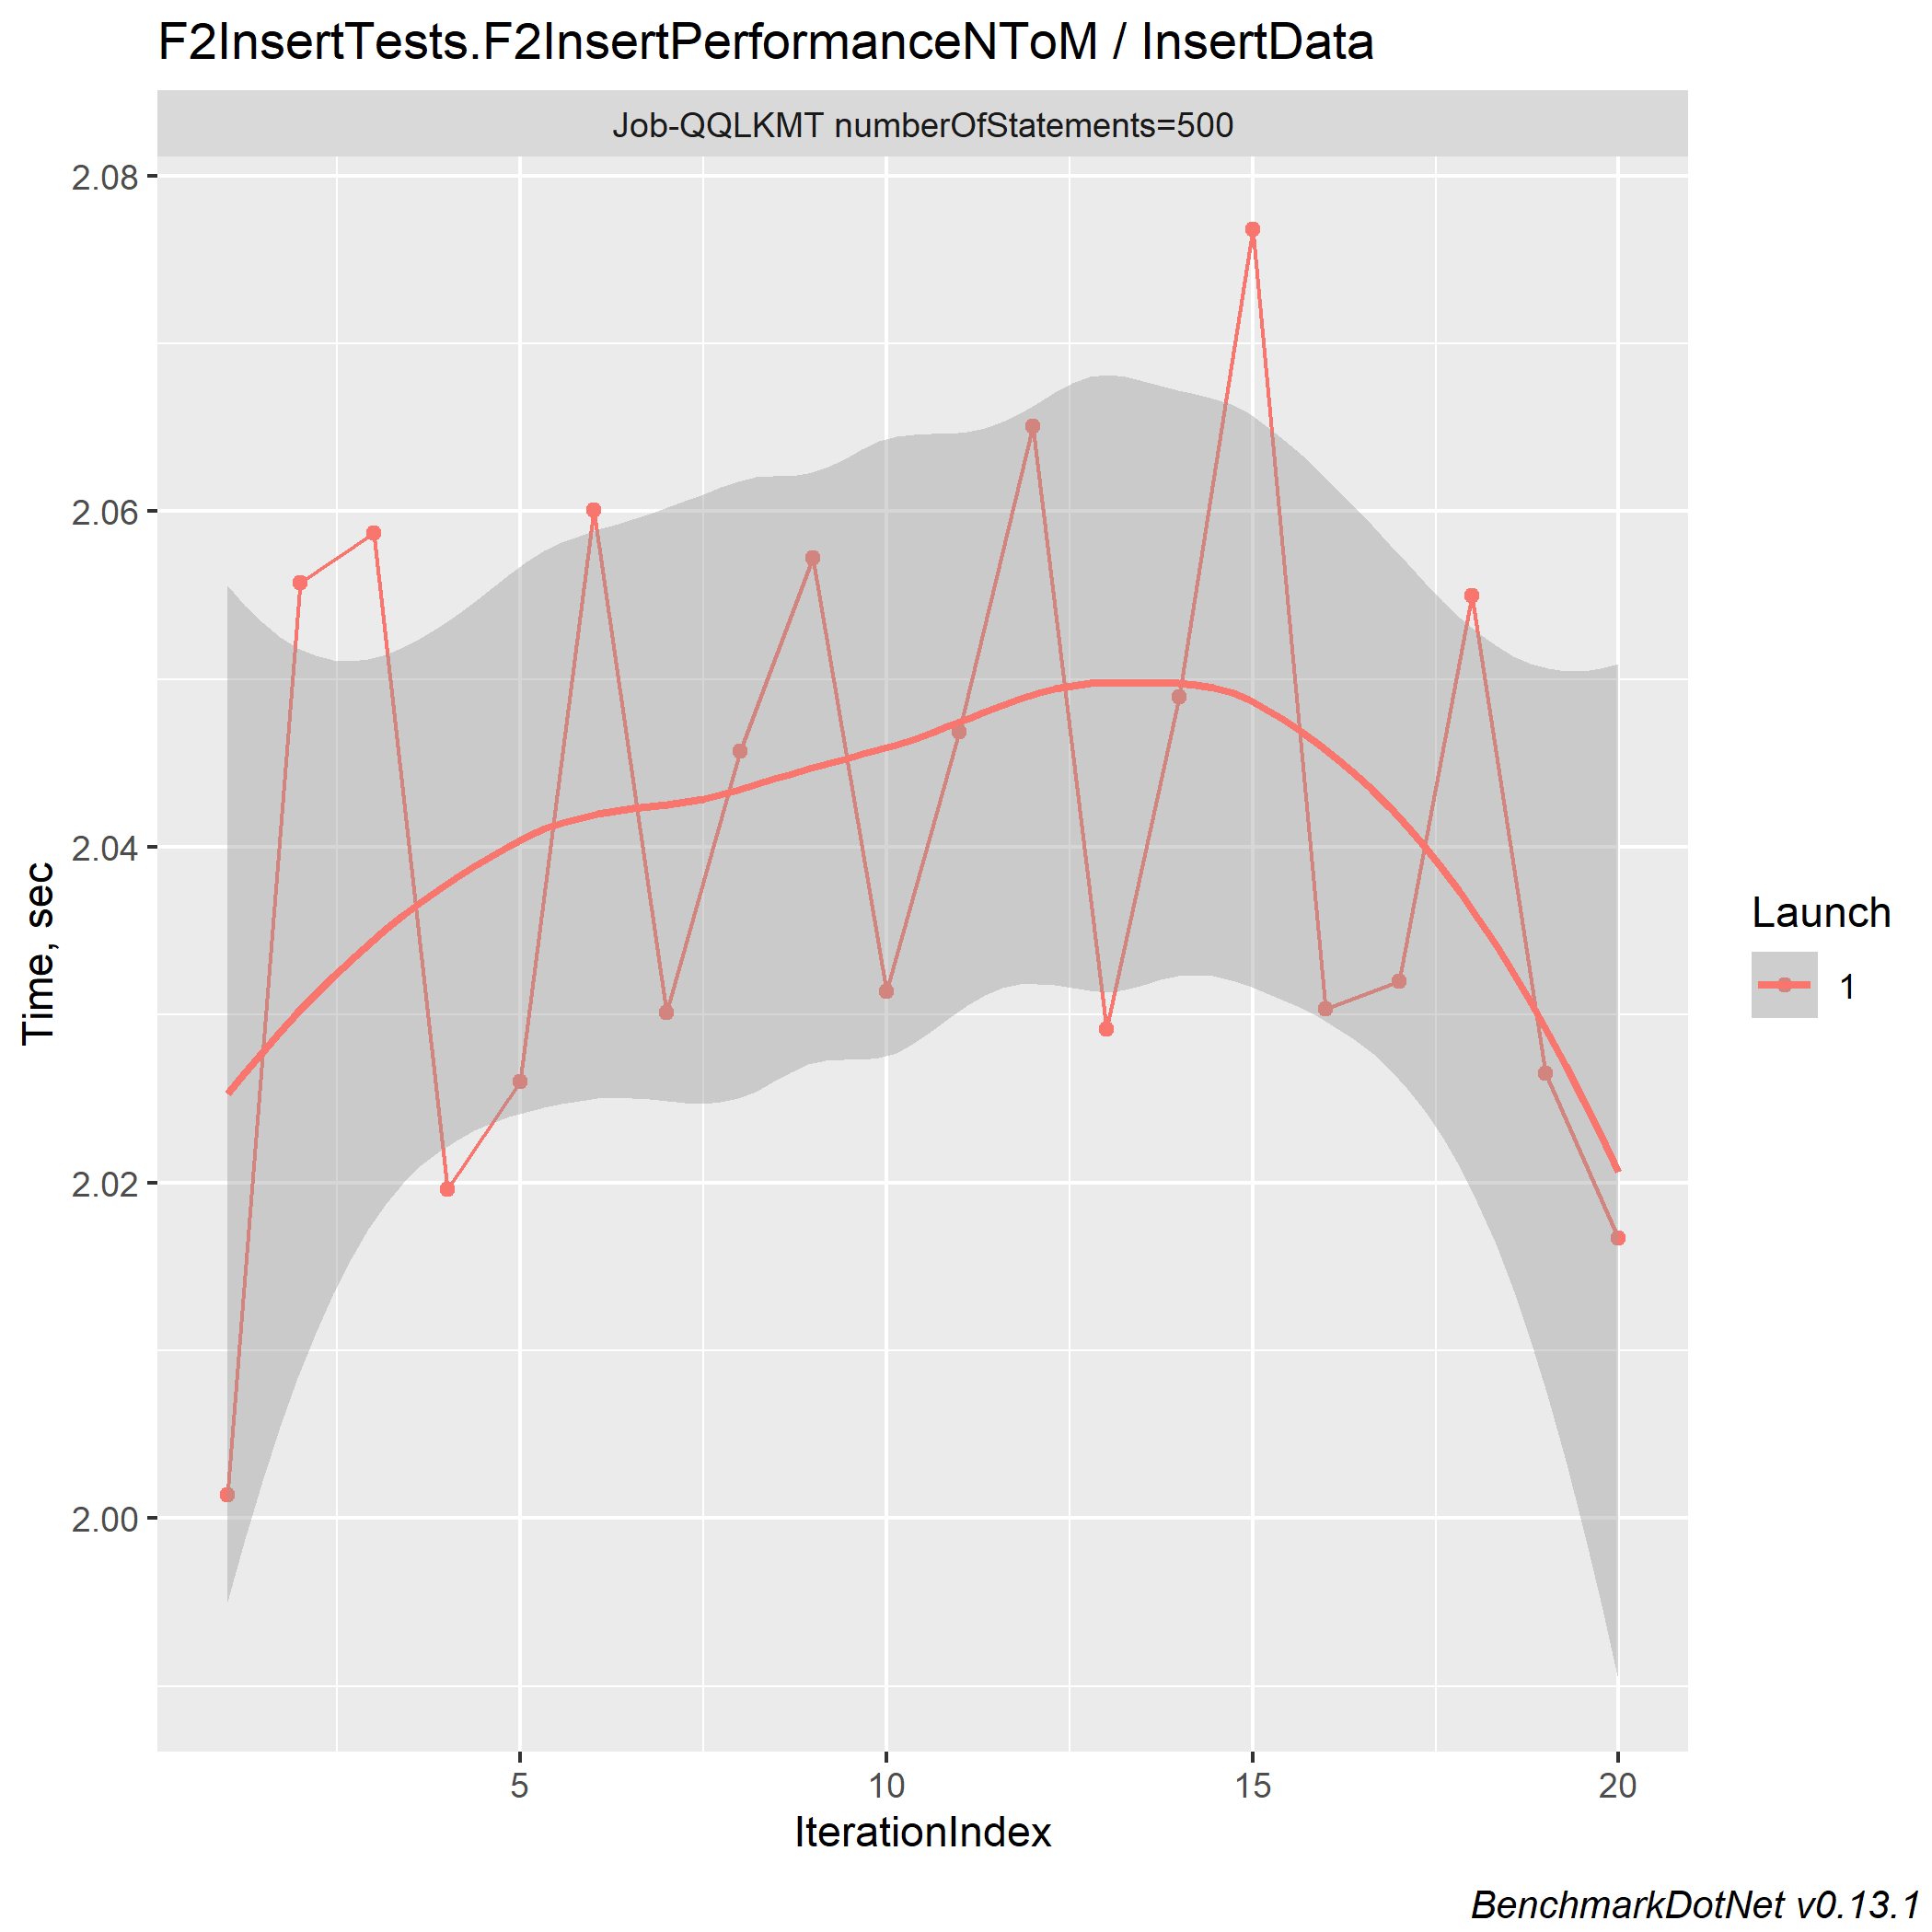 F2InsertTests.F2InsertPerformanceNToM / InsertData
Job-QQLKMT numberOfStatements=500
2.08
2.06
2.04
2.02
2.00
Time, sec
5 10 15 20
IterationIndex
Launch
1
BenchmarkDotNet v0.13.1